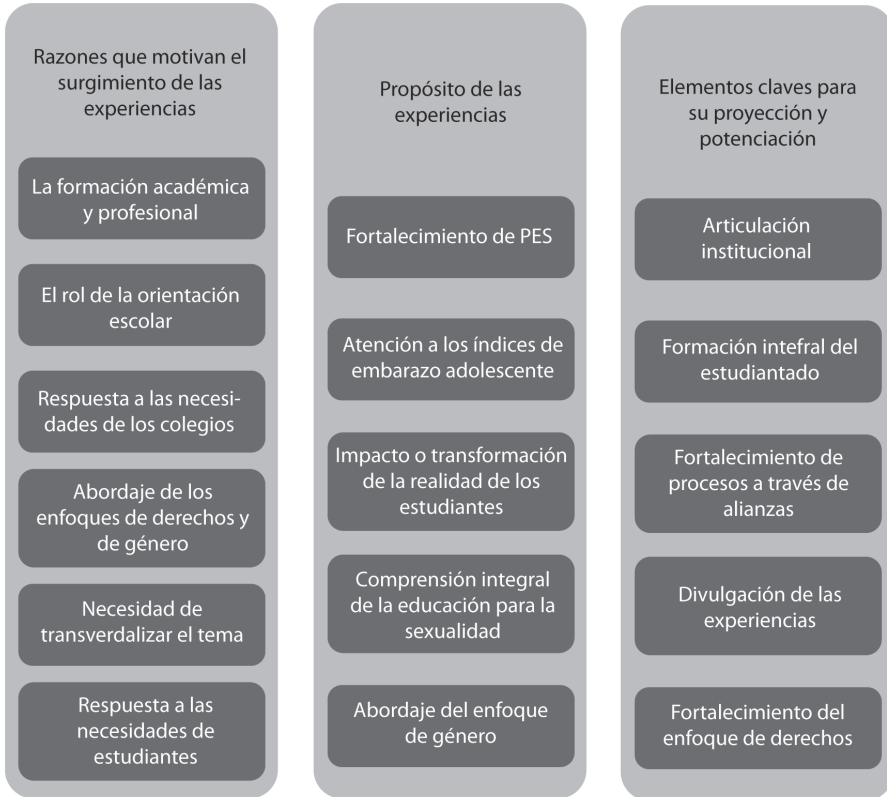 Razones que motivan el
surgimiento de las
experiencias
La formación académica
y profesional
El rol de la orientación
escolar
Respuesta a las necesi-
dades de los colegios
Abordaje de los
enfoques de derechos y
de género
Necesidad de
transverdalizar el tema
Respuesta a las
necesidades de
estudiantes
Propósito de las
experiencias
Fortalecimiento de PES
Atención a los índices de
embarazo adolescente
Impacto o transformación
de la realidad de los
estudiantes
Comprensión integral
de la educación para la
sexualidad
Abordaje del enfoque
de género
Elementos claves para
su proyección y
potenciación
Articulación
institucional
Formación intefral del
estudiantado
Fortalecimiento de
procesos a través de
alianzas
Divulgación de las
experiencias
Fortalecimiento del
enfoque de derechos